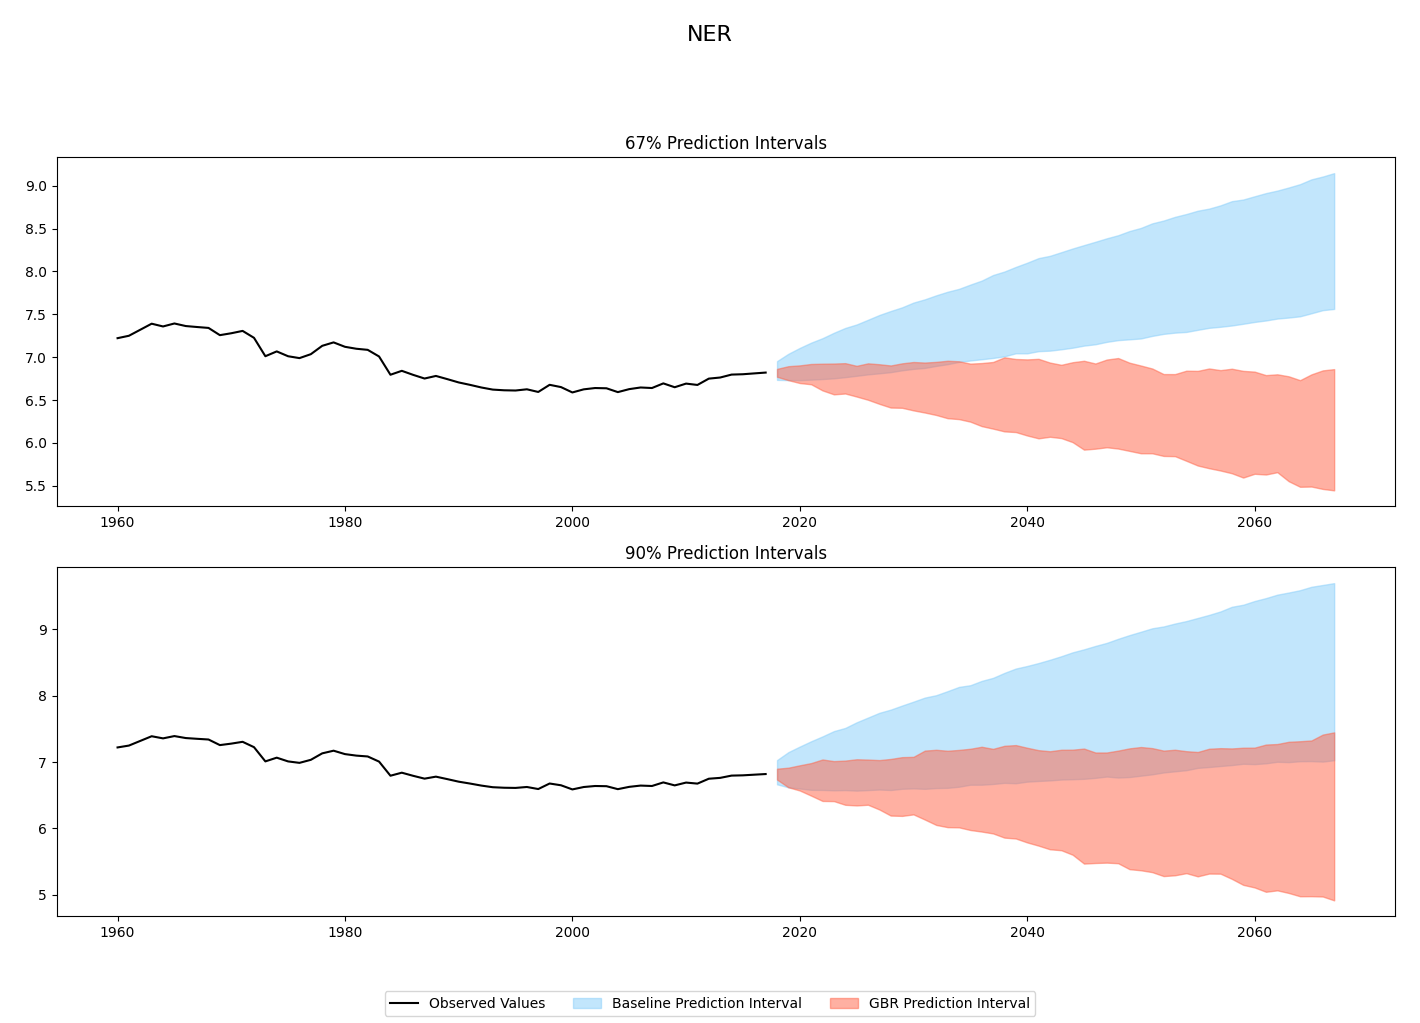 NER
67% Prediction Intervals
9.0
8.5
8.0
7.5
7.0
6.5
6.0
5.5
1960 1980 2000 2020 2040 2060
90% Prediction Intervals
9
8
7
6
5
1960 1980 2000 2020 2040 2060
Observed Values Baseline Prediction Interval GBR Prediction Interval